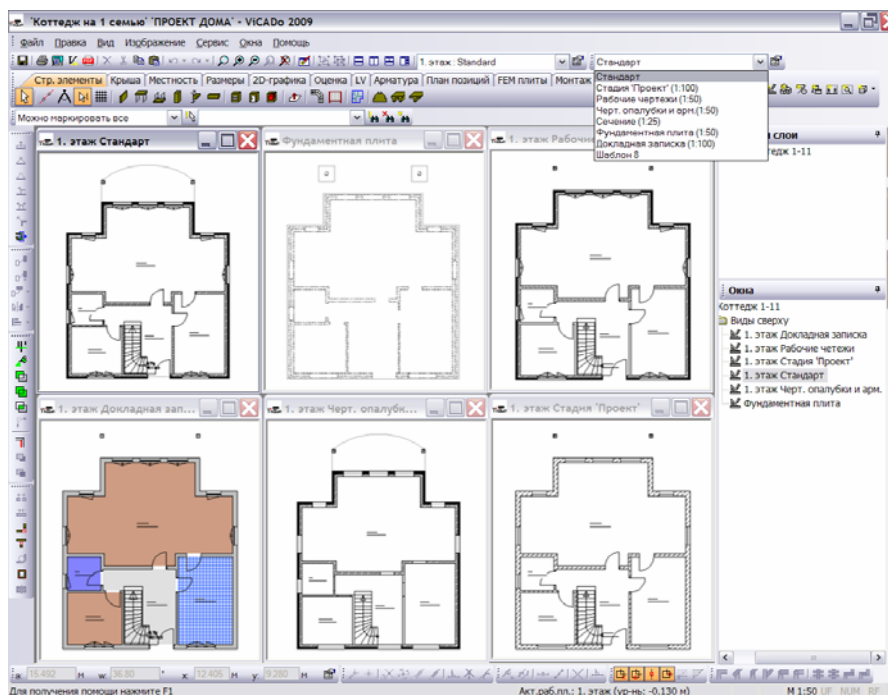 'Коттедж на 1 семью' 'ПРОЕКТ ДОМА' - ViCADo 2009
Файл Правка Вид Изображение Сервис Окна Помощь
1. этаж : Standard
Стандарт
Стр. элементы Крыша Местность Размеры 2D-графика Оценка LV Арматура План позиций FEM плиты Монтаж
Стандарт
Стадия 'Проект' (1:100)
Рабочие чертежи (1:50)
Черт. опалубки и арм.(1:50)
Сечение (1:25)
Фундаментная плита (1:50)
Докладная записка (1:100)
Шаблон 8
Можно маркировать все
1. этаж Стандарт
Фундаментная плита
1. этаж Рабочие
слои
тедж 1-11
Окна
Коттедж 1-11
Виды сверху
1. этаж Докладная записка
1. этаж Рабочие четежи
1. этаж Стадия 'Проект'
1. этаж Стандарт
1. этаж Черт. опалубки и арм.
Фундаментная плита
1. этаж Докладная зап...
1. этаж Черт. опалубк...
1. этаж Стадия 'Проект'
a: 15.492 м w: 36.80 ° x 12.405 м y: 9.280 м
Для получения помощи нажмите F1
Акт.раб.пл.: 1. этаж (ур-нь: -0.130 м)
М 1:50 UF NUM RF